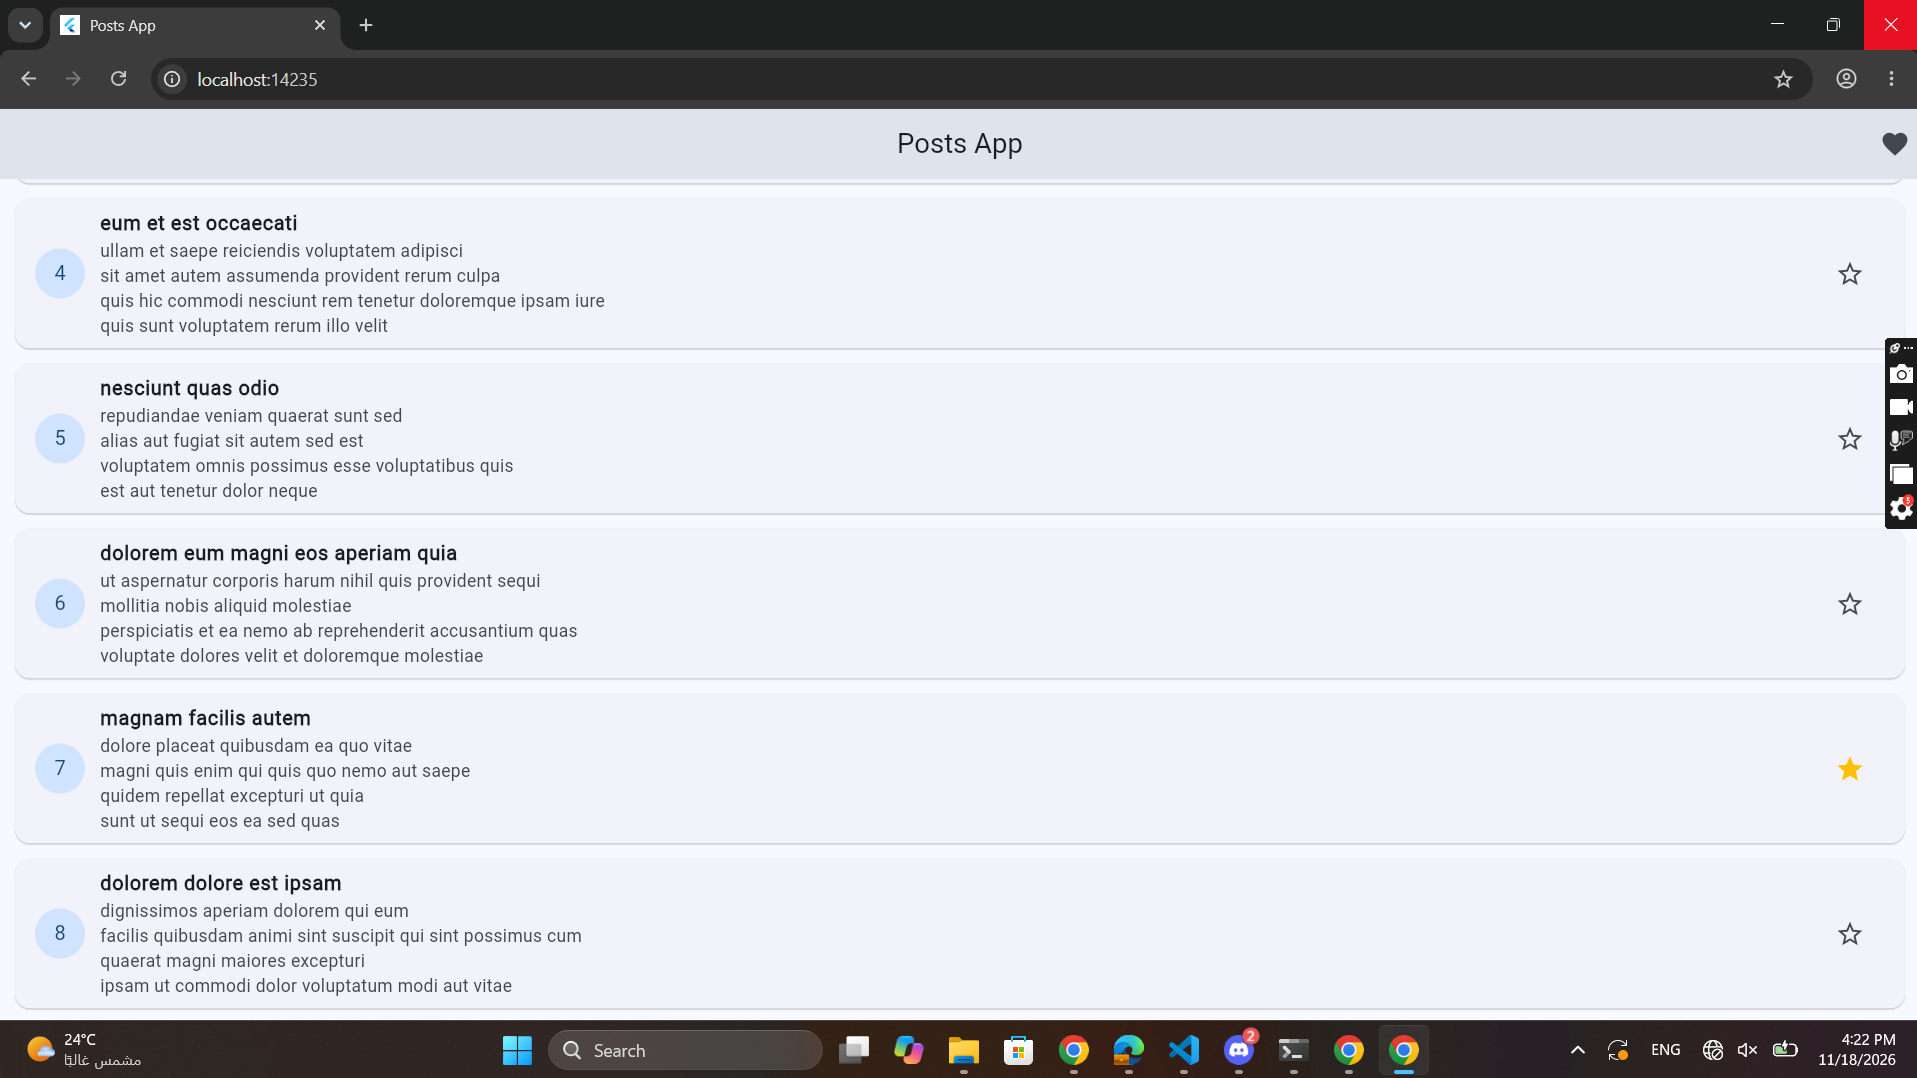 Posts App
localhost:14235
Posts App
4
eum et est occaecati
ullam et saepe reiciendis voluptatem adipisci
sit amet autem assumenda provident rerum culpa
quis hic commodi nesciunt rem tenetur doloremque ipsam iure
quis sunt voluptatem rerum illo velit
5
nesciunt quas odio
repudiandae veniam quaerat sunt sed
alias aut fugiat sit autem sed est
voluptatem omnis possimus esse voluptatibus quis
est aut tenetur dolor neque
6
dolorem eum magni eos aperiam quia
ut aspernatur corporis harum nihil quis provident sequi
mollitia nobis aliquid molestiae
perspiciatis et ea nemo ab reprehenderit accusantium quas
voluptate dolores velit et doloremque molestiae
7
magnam facilis autem
dolore placeat quibusdam ea quo vitae
magni quis enim qui quis quo nemo aut saepe
quidem repellat excepturi ut quia
sunt ut sequi eos ea sed quas
8
dolorem dolore est ipsam
dignissimos aperiam dolorem qui eum
facilis quibusdam animi sint suscipit qui sint possimus cum
quaerat magni maiores excepturi
ipsam ut commodi dolor voluptatum modi aut vitae
5
24°C
مشمس غالبًا
Search
2
ENG
4:22 PM
11/18/2026